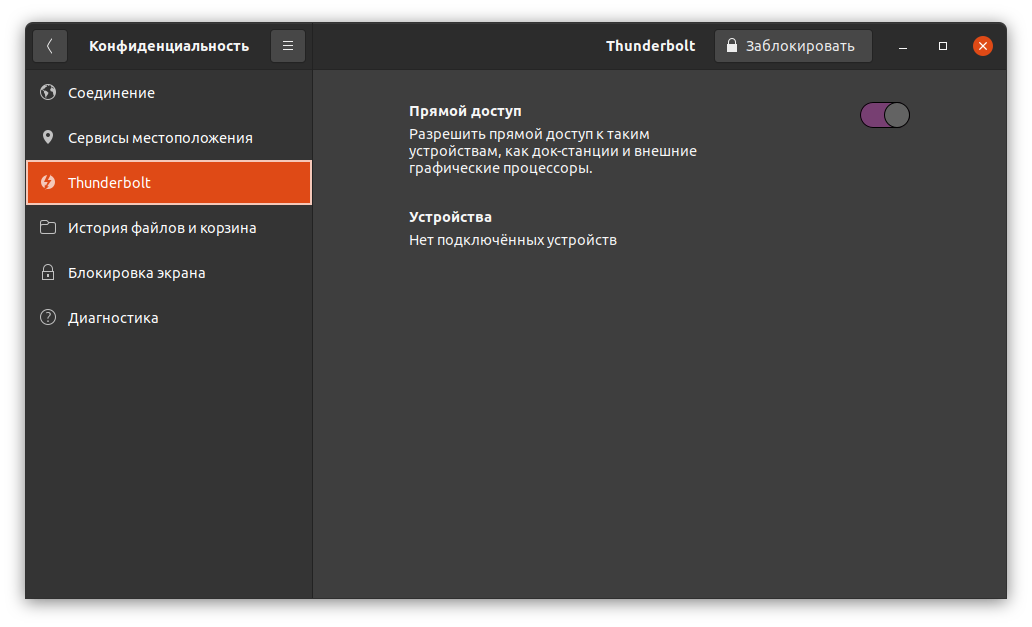 Конфиденциальность
Thunderbolt
Заблокировать
Соединение
Сервисы местоположения
Thunderbolt
История файлов и корзина
Блокировка экрана
Диагностика
Прямой доступ
Разрешить прямой доступ к таким
устройствам, как док-станции и внешние
графические процессоры.
Устройства
Нет подключённых устройств